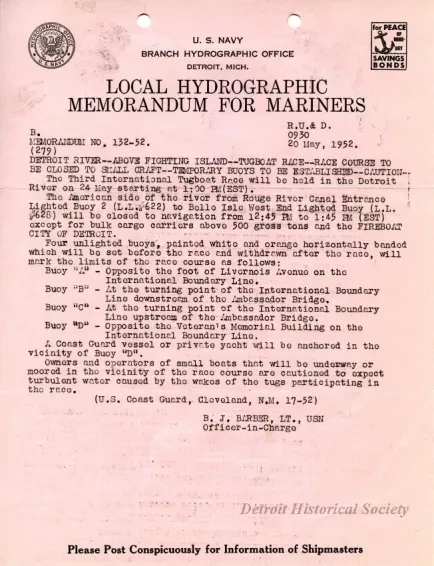 HYDROGRAPHIC OFFICE
U.S. NAVY
for PEACE
SAVINGS
BONDS
U. S. NAVY
BRANCH HYDROGRAPHIC OFFICE
DETROIT, MICH.
LOCAL HYDROGRAPHIC
MEMORANDUM FOR MARINERS
R.U.& D.
B. 0930
MEMORANDUM NO. 132-52. 20 May, 1952.
(279)
DETROIT RIVER--ABOVE FIGHTING ISLAND--TUGBOAT RACE--RACE COURSE TO
BE CLOSED TO SMALL CRAFT--TEMPORARY BUOYS TO BE ESTABLISHED--CAUTION-
The Third International Tugboat Race will be held in the Detroit
River on 24 May starting at 1:00 PM(EST).
The American side of the river from Rouge River Canal Entrance
Lighted Buoy 2 (L.L.#622) to Belle Isle West End Lighted Buoy (L.L.
#628) will be closed to navigation from 12:45 PM to 1:45 PM (EST)
except for bulk cargo carriers above 500 gross tons and the FIREBOAT
CITY OF DETROIT.
Four unlighted buoys, painted white and orange horizontally banded
which will be set before the race and withdrawn after the race, will
mark the limits of the race course as follows:
Buoy "A" - Opposite the foot of Livernois Avenue on the
International Boundary Line.
Buoy "B" - At the turning point of the International Boundary
Line downstream of the Ambassador Bridge.
Buoy "C" - At the turning point of the International Boundary
Line upstream of the Ambassador Bridge.
Buoy "D" - Opposite the Veteran's Memorial Building on the
International Boundary Line.
A Coast Guard vessel or private yacht will be anchored in the
vicinity of Buoy "D".
Owners and operators of small boats that will be underway or
moored in the vicinity of the race course are cautioned to expect
turbulent water caused by the wakes of the tugs participating in
the race.
(U.S. Coast Guard, Cleveland, N.M. 17-52)
B. J. BARBER, LT., USN
Officer-in-Charge
Detroit Historical Society
Please Post Conspicuously for Information of Shipmasters